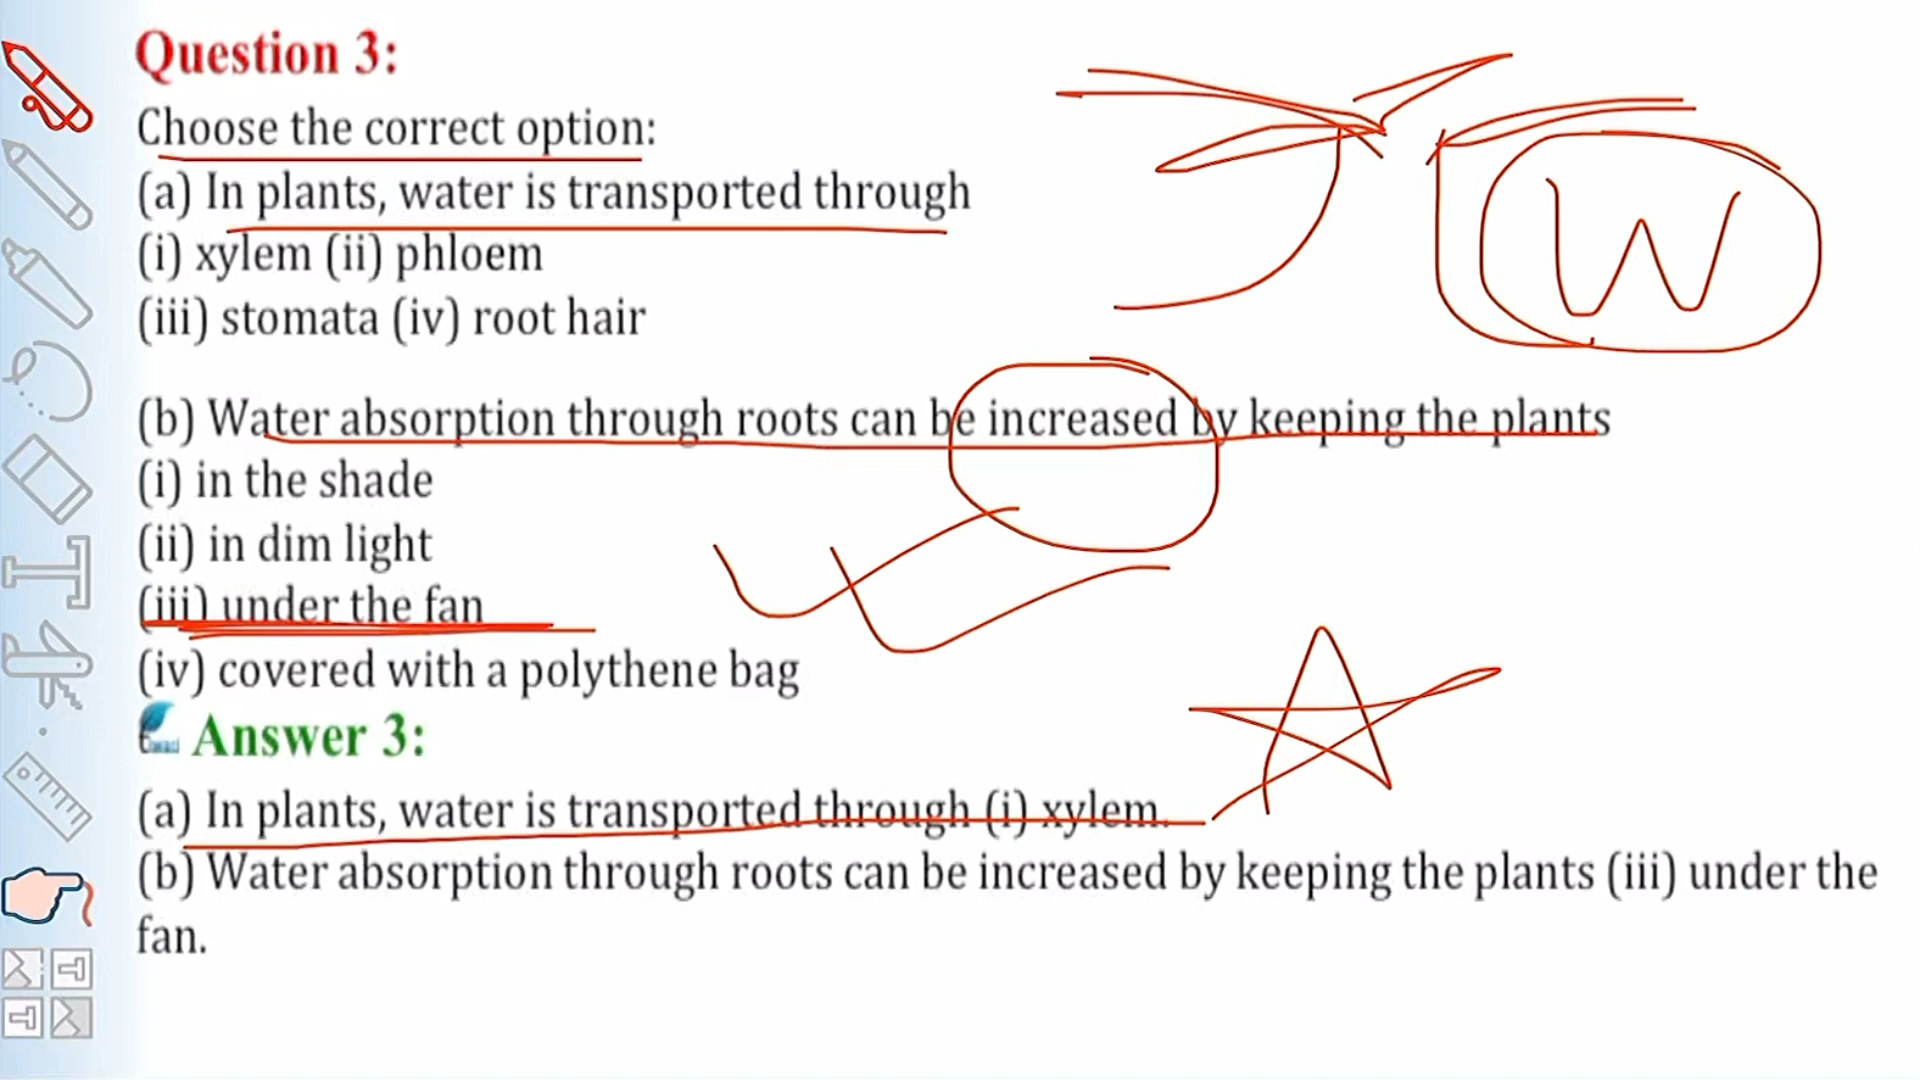 Question 3:
Choose the correct option:
(a) In plants, water is transported through
(i) xylem (ii) phloem
(iii) stomata (iv) root hair
W
(b) Water absorption through roots can be increased by keeping the plants
(i) in the shade
(ii) in dim light
(iii) under the fan
(iv) covered with a polythene bag
Answer 3:
(a) In plants, water is transported through (i) xylem.
(b) Water absorption through roots can be increased by keeping the plants (iii) under the
fan.